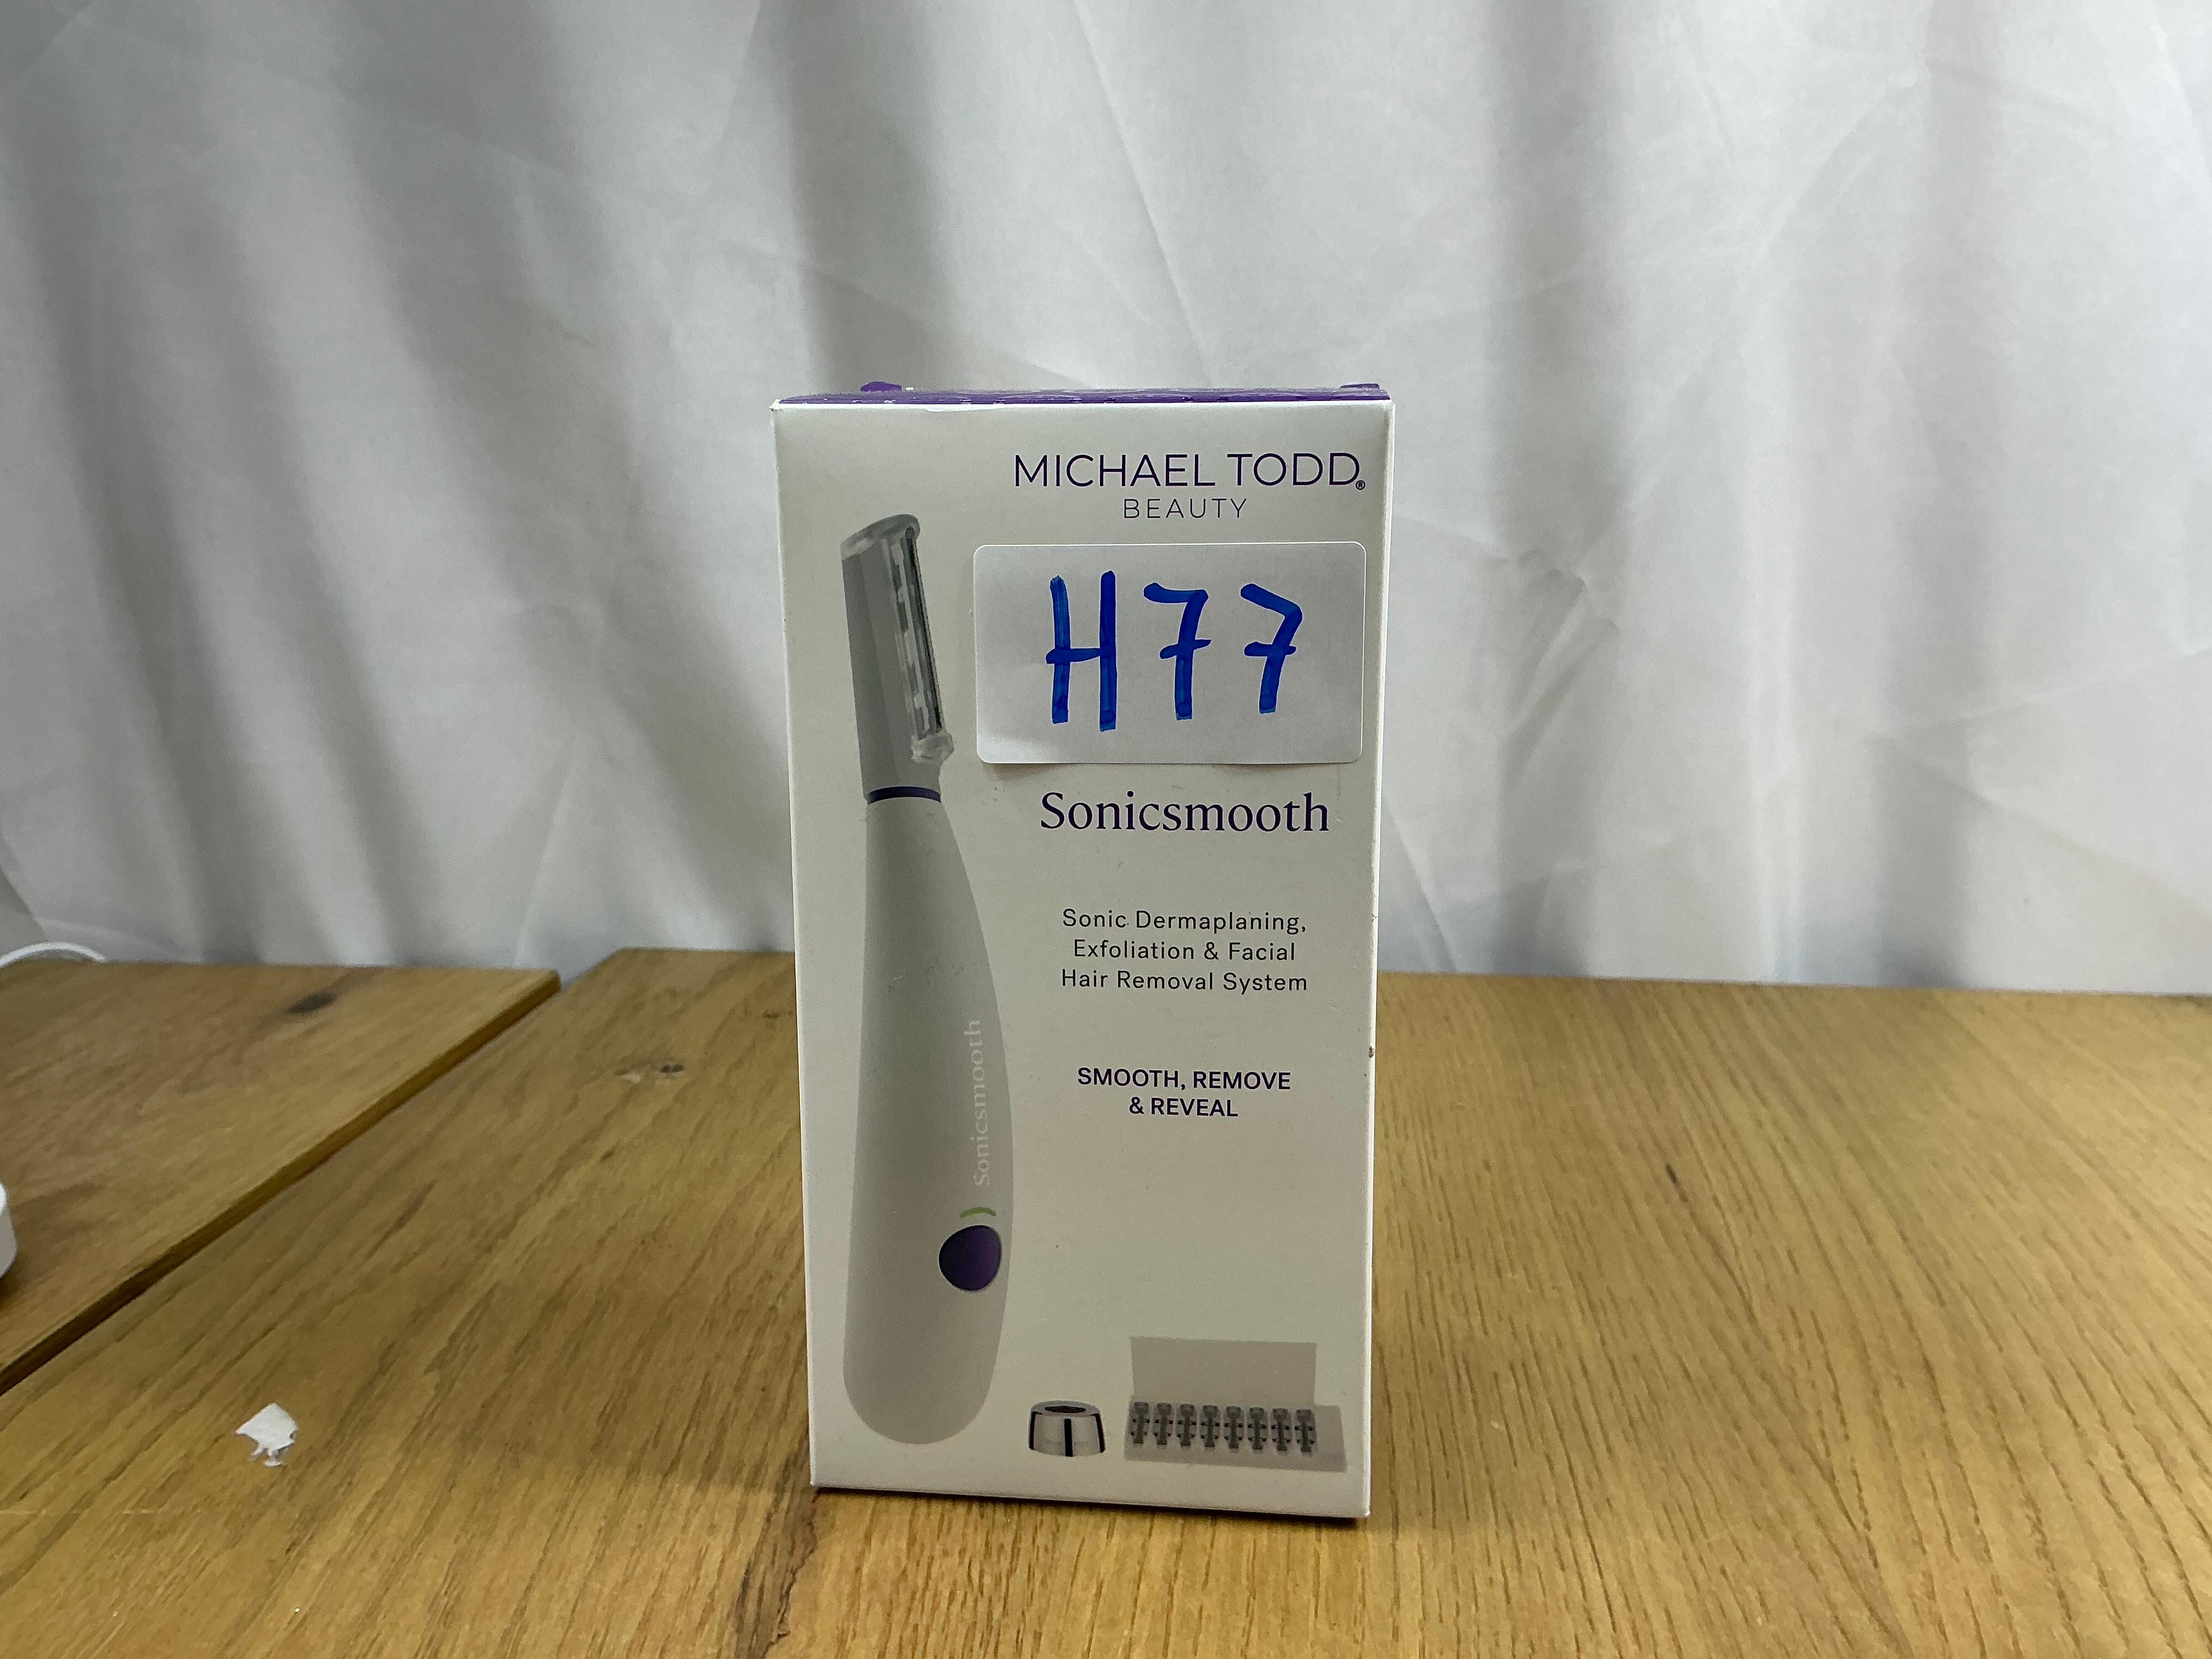 MICHAEL TODD®
BEAUTY
H77
Sonicsmooth
Sonic Dermaplaning,
Exfoliation & Facial
Hair Removal System
SMOOTH, REMOVE
& REVEAL
Sonicsmooth